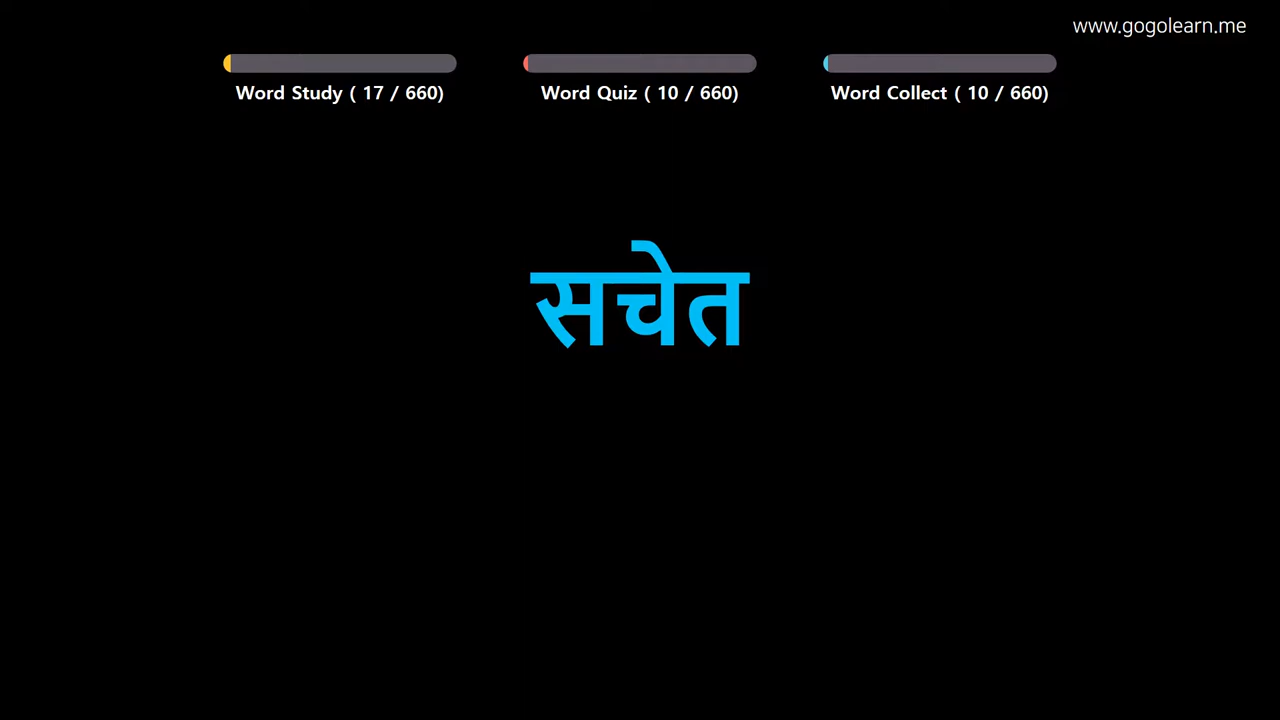 www.gogolearn.me
Word Study ( 17 / 660)
Word Quiz ( 10 / 660)
Word Collect ( 10 / 660)
सचेत